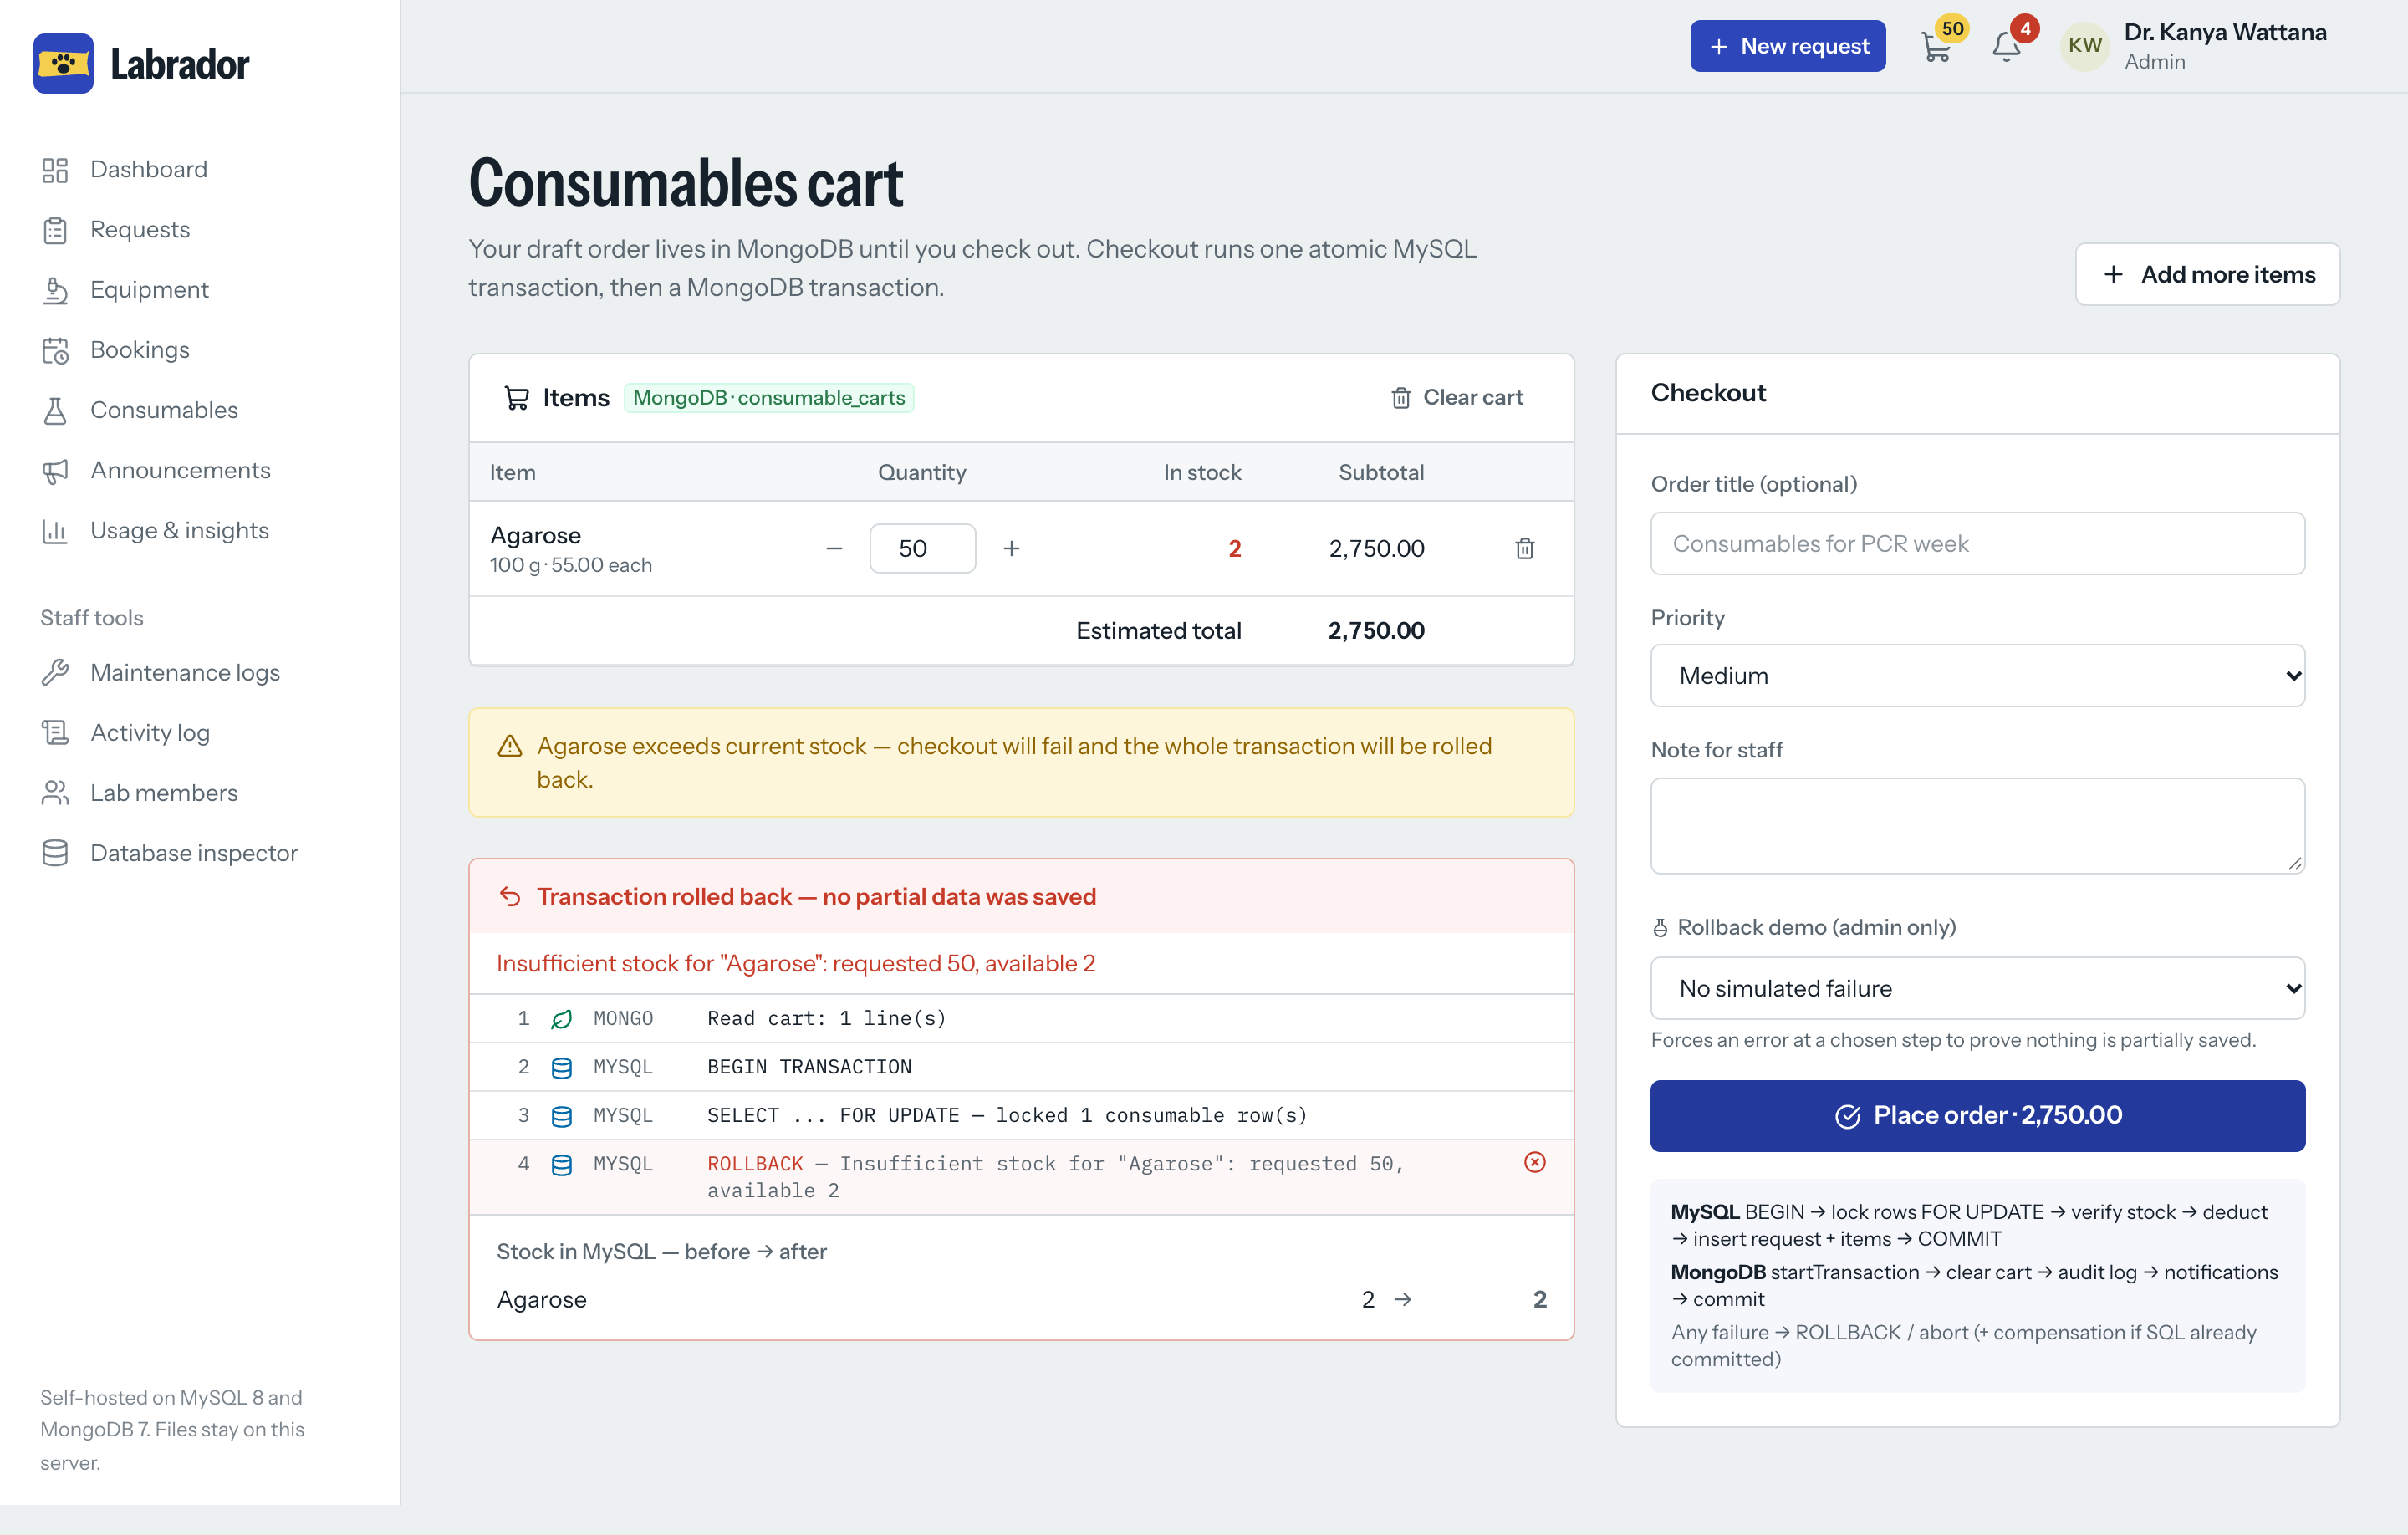 Labrador
Dashboard
Requests
Equipment
Bookings
Consumables
Announcements
Usage & insights
Staff tools
Maintenance logs
Activity log
Lab members
Database inspector
Self-hosted on MySQL 8 and
MongoDB 7. Files stay on this
server.
New request
50
4
KW
Dr. Kanya Wattana
Admin
Consumables cart
Your draft order lives in MongoDB until you check out. Checkout runs one atomic MySQL
transaction, then a MongoDB transaction.
Add more items
Items MongoDB · consumable_carts Clear cart
Item Quantity In stock Subtotal
Agarose
100 g · 55.00 each
50 2 2,750.00
Estimated total 2,750.00
Agarose exceeds current stock — checkout will fail and the whole transaction will be rolled
back.
Transaction rolled back — no partial data was saved
Insufficient stock for "Agarose": requested 50, available 2
1 MONGO Read cart: 1 line(s)
2 MYSQL BEGIN TRANSACTION
3 MYSQL SELECT ... FOR UPDATE — locked 1 consumable row(s)
4 MYSQL ROLLBACK — Insufficient stock for "Agarose": requested 50,
available 2
Stock in MySQL — before → after
Agarose 2 → 2
Checkout
Order title (optional)
Consumables for PCR week
Priority
Medium
Note for staff
Rollback demo (admin only)
No simulated failure
Forces an error at a chosen step to prove nothing is partially saved.
Place order · 2,750.00
MySQL BEGIN → lock rows FOR UPDATE → verify stock → deduct
→ insert request + items → COMMIT
MongoDB startTransaction → clear cart → audit log → notifications
→ commit
Any failure → ROLLBACK / abort (+ compensation if SQL already
committed)